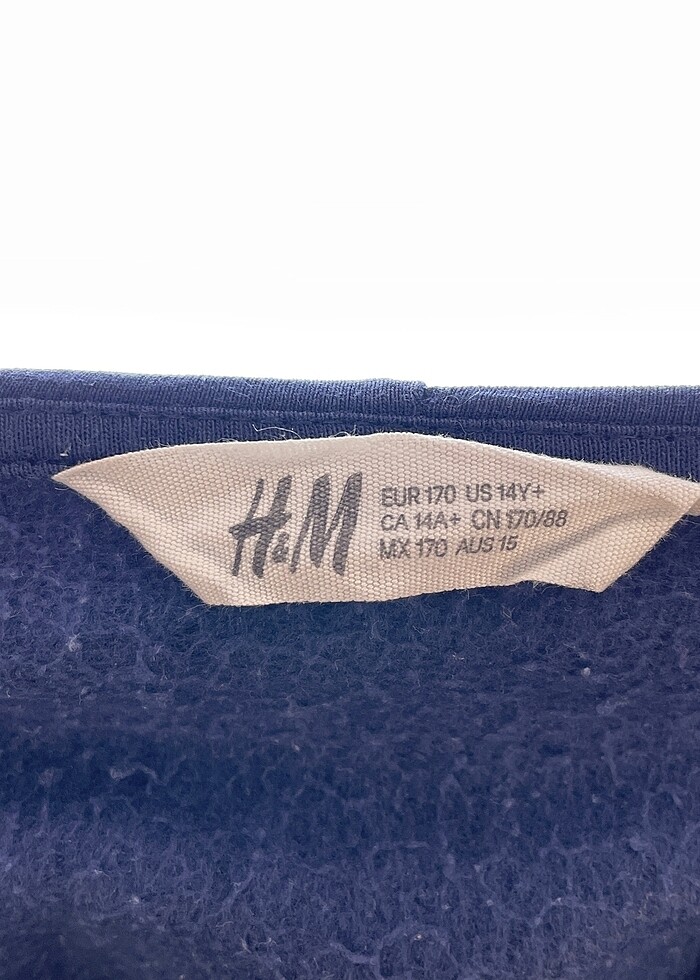 H&M
EUR 170 US 14Y+
CA 14A+ CN 170/88
MX 170 AUS 15